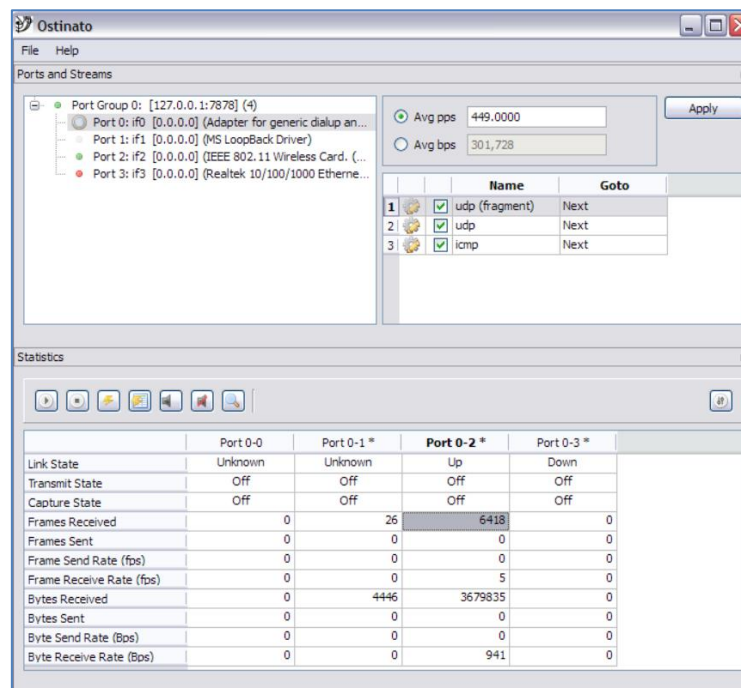 Ostinato
File Help
Ports and Streams
Port Group 0: [127.0.0.1:7878] (4)
Port 0: if0 [0.0.0.0] (Adapter for generic dialup an...
Port 1: if1 [0.0.0.0] (MS LoopBack Driver)
Port 2: if2 [0.0.0.0] (IEEE 802.11 Wireless Card. (...
Port 3: if3 [0.0.0.0] (Realtek 10/100/1000 Etherne...
Avg pps 449.0000
Avg bps 301,728
Apply
Name Goto
1 udp (fragment) Next
2 udp Next
3 icmp Next
Statistics
Port 0-0 Port 0-1 * Port 0-2 * Port 0-3 *
Link State Unknown Unknown Up Down
Transmit State Off Off Off Off
Capture State Off Off Off Off
Frames Received 0 26 6418 0
Frames Sent 0 0 0 0
Frame Send Rate (fps) 0 0 0 0
Frame Receive Rate (fps) 0 0 5 0
Bytes Received 0 4446 3679835 0
Bytes Sent 0 0 0 0
Byte Send Rate (Bps) 0 0 0 0
Byte Receive Rate (Bps) 0 0 941 0